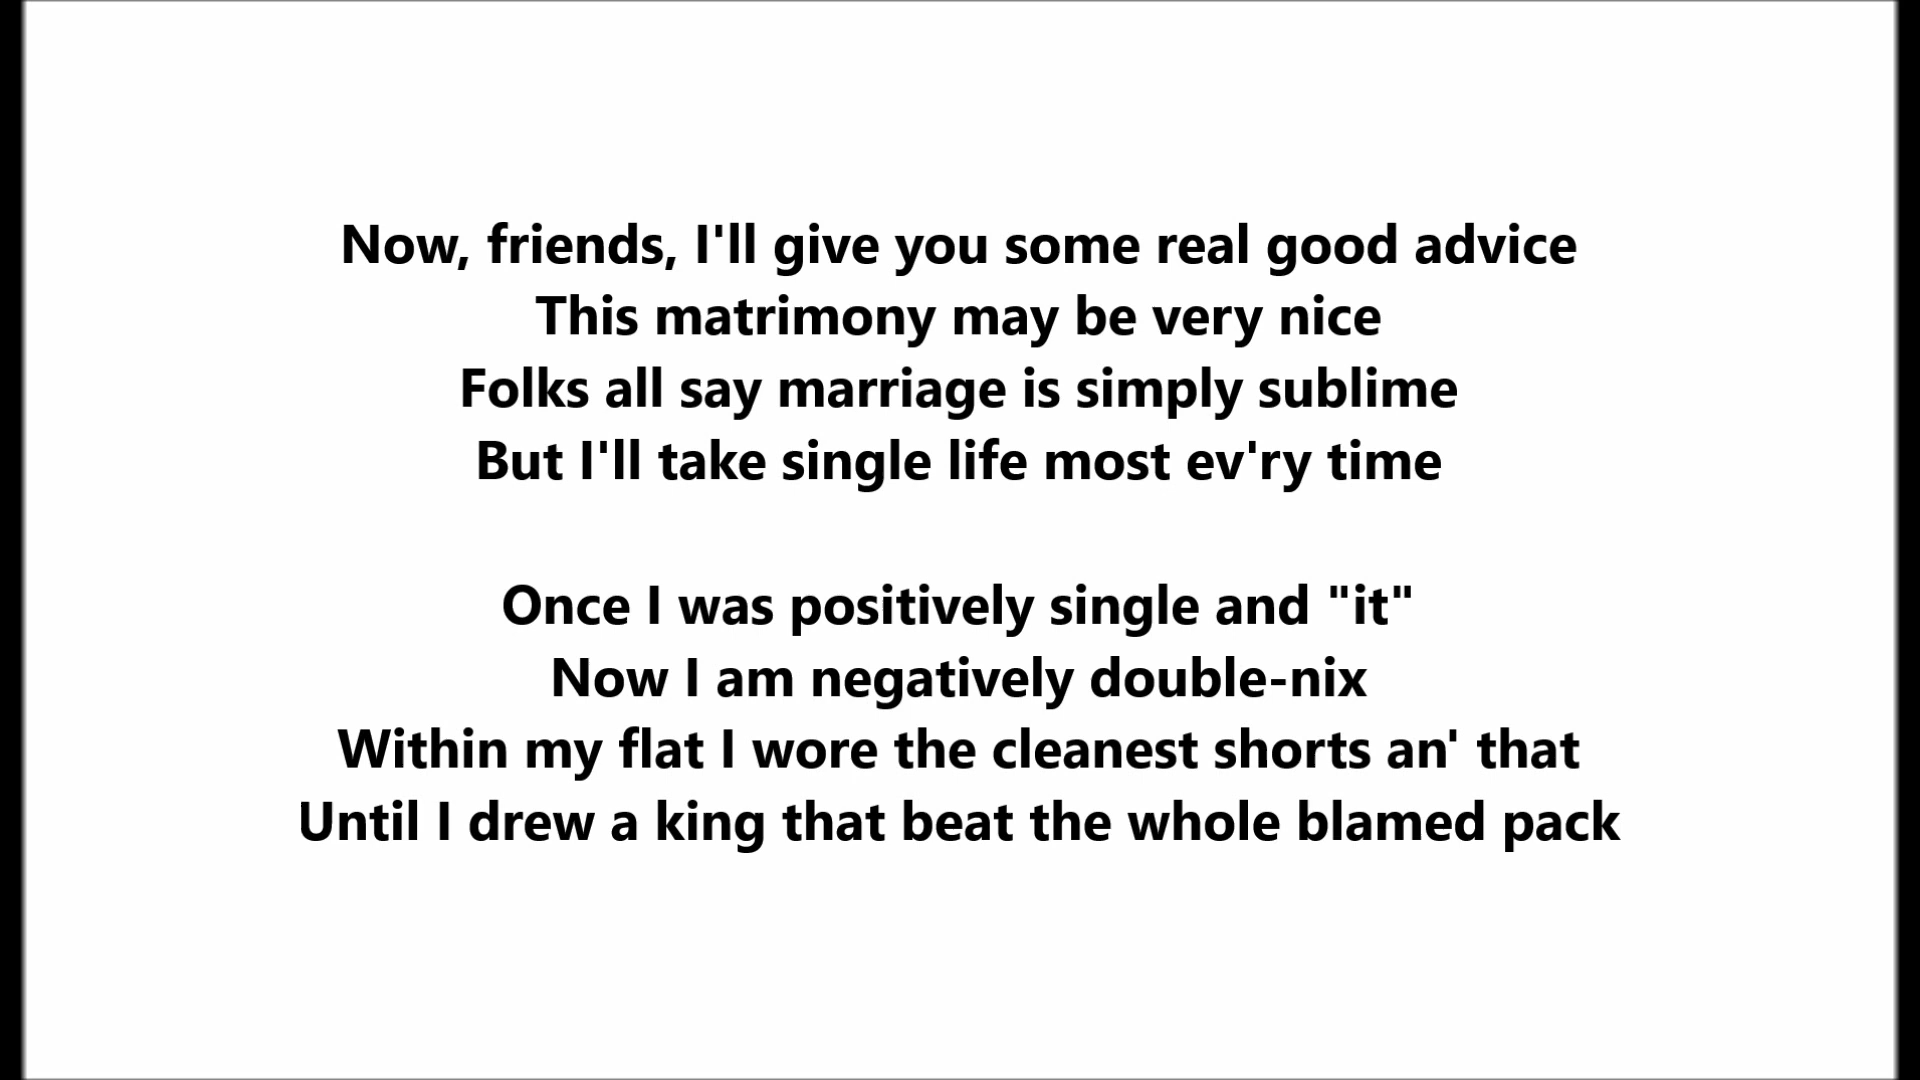 Now, friends, I'll give you some real good advice
This matrimony may be very nice
Folks all say marriage is simply sublime
But I'll take single life most ev'ry time
Once I was positively single and "it"
Now I am negatively double-nix
Within my flat I wore the cleanest shorts an' that
Until I drew a king that beat the whole blamed pack